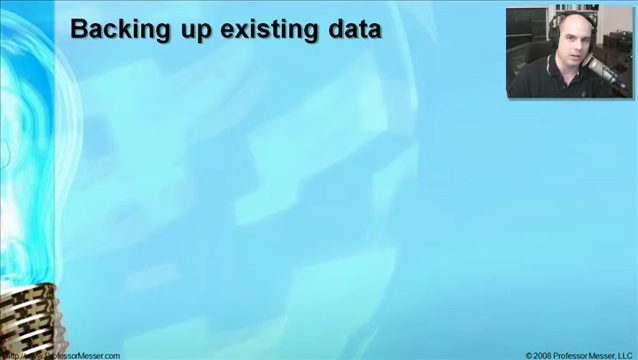 Backing up existing data
http://www.ProfessorMesser.com
© 2008 Professor Messer, LLC